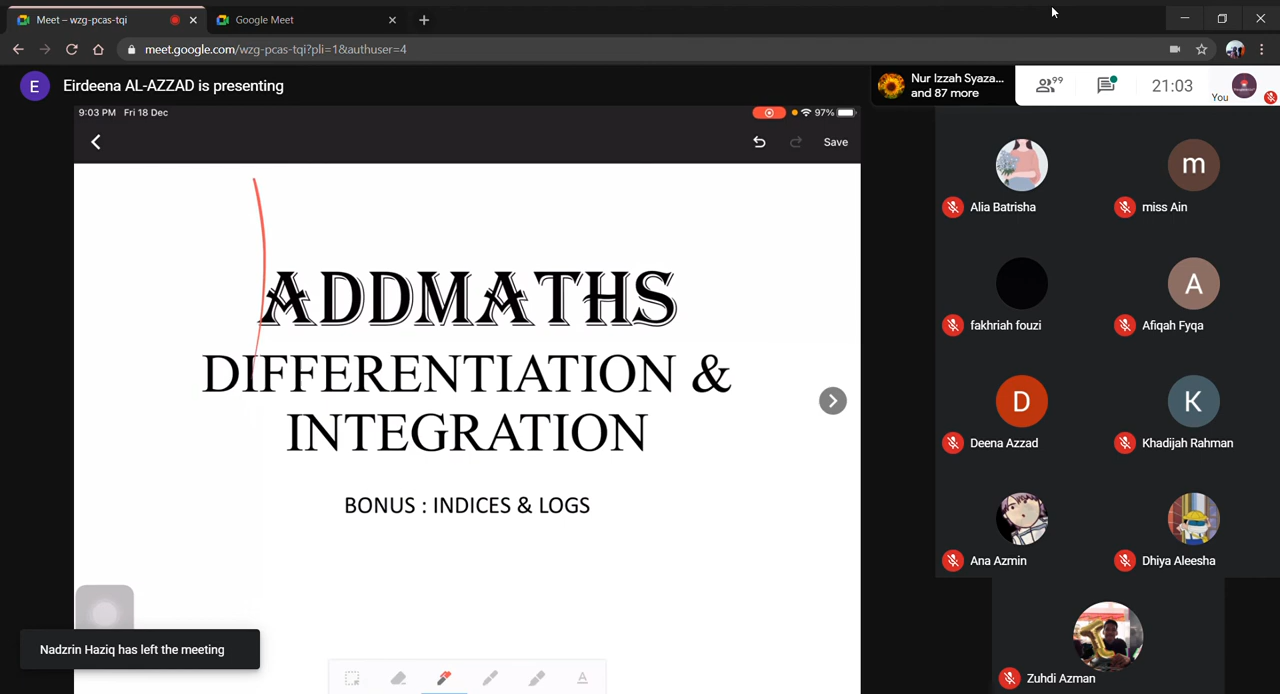 Meet – wzg-pcas-tqi
Google Meet
meet.google.com/wzg-pcas-tqi?pli=1&authuser=4
E
Eirdeena AL-AZZAD is presenting
Nur Izzah Syaza...
and 87 more
99
21:03
You
9:03 PM Fri 18 Dec
97%
Save
ADDMATHS
DIFFERENTIATION &
INTEGRATION
BONUS : INDICES & LOGS
Alia Batrisha
m
miss Ain
fakhriah fouzi
A
Afiqah Fyqa
D
Deena Azzad
K
Khadijah Rahman
Ana Azmin
Dhiya Aleesha
Zuhdi Azman
Nadzrin Haziq has left the meeting
A